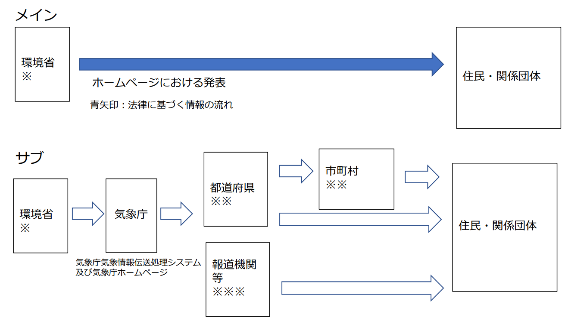 メイン
環境省
※
ホームページにおける発表
青矢印：法律に基づく情報の流れ
住民・関係団体
サブ
環境省
※
気象庁
気象庁気象情報伝送処理システム
及び気象庁ホームページ
都道府県
※※
市町村
※※
報道機関
等
※※※
住民・関係団体